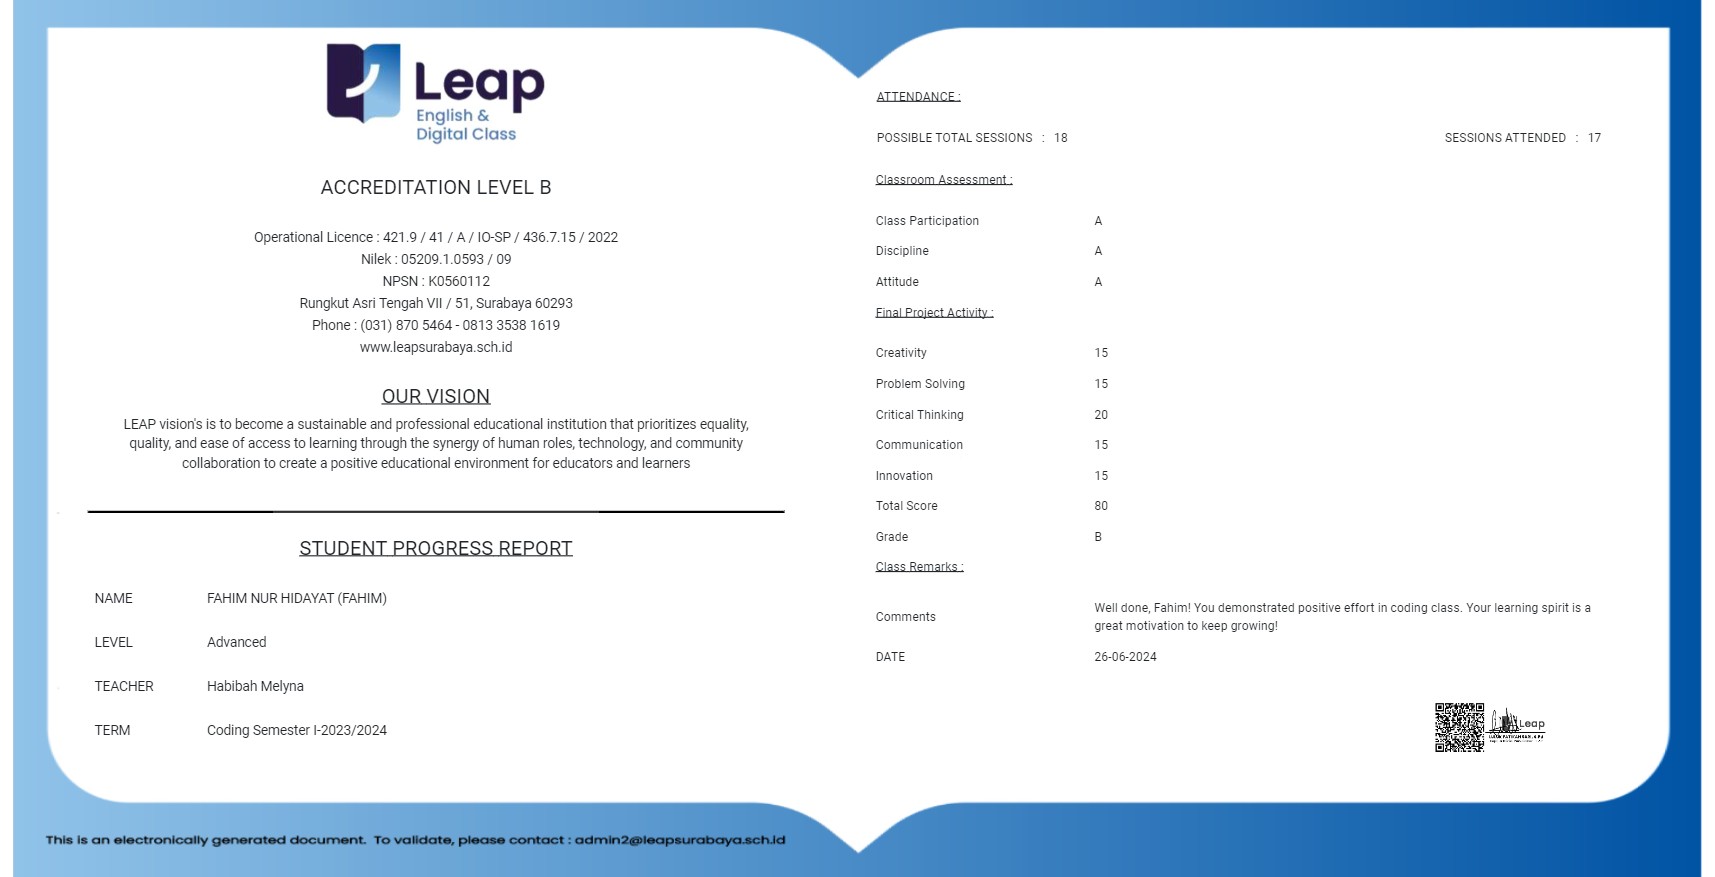 Leap
English &
Digital Class
ACCREDITATION LEVEL B
Operational Licence : 421.9 / 41 / A / IO-SP / 436.7.15 / 2022
Nilek : 05209.1.0593 / 09
NPSN : K0560112
Rungkut Asri Tengah VII / 51, Surabaya 60293
Phone : (031) 870 5464 - 0813 3538 1619
www.leapsurabaya.sch.id
OUR VISION
LEAP vision's is to become a sustainable and professional educational institution that prioritizes equality,
quality, and ease of access to learning through the synergy of human roles, technology, and community
collaboration to create a positive educational environment for educators and learners
STUDENT PROGRESS REPORT
NAME FAHIM NUR HIDAYAT (FAHIM)
LEVEL Advanced
TEACHER Habibah Melyna
TERM Coding Semester I-2023/2024
ATTENDANCE :
POSSIBLE TOTAL SESSIONS : 18 SESSIONS ATTENDED : 17
Classroom Assessment :
Class Participation A
Discipline A
Attitude A
Final Project Activity :
Creativity 15
Problem Solving 15
Critical Thinking 20
Communication 15
Innovation 15
Total Score 80
Grade B
Class Remarks :
Comments Well done, Fahim! You demonstrated positive effort in coding class. Your learning spirit is a
great motivation to keep growing!
DATE 26-06-2024
Leap
This is an electronically generated document. To validate, please contact : admin2@leapsurabaya.sch.id